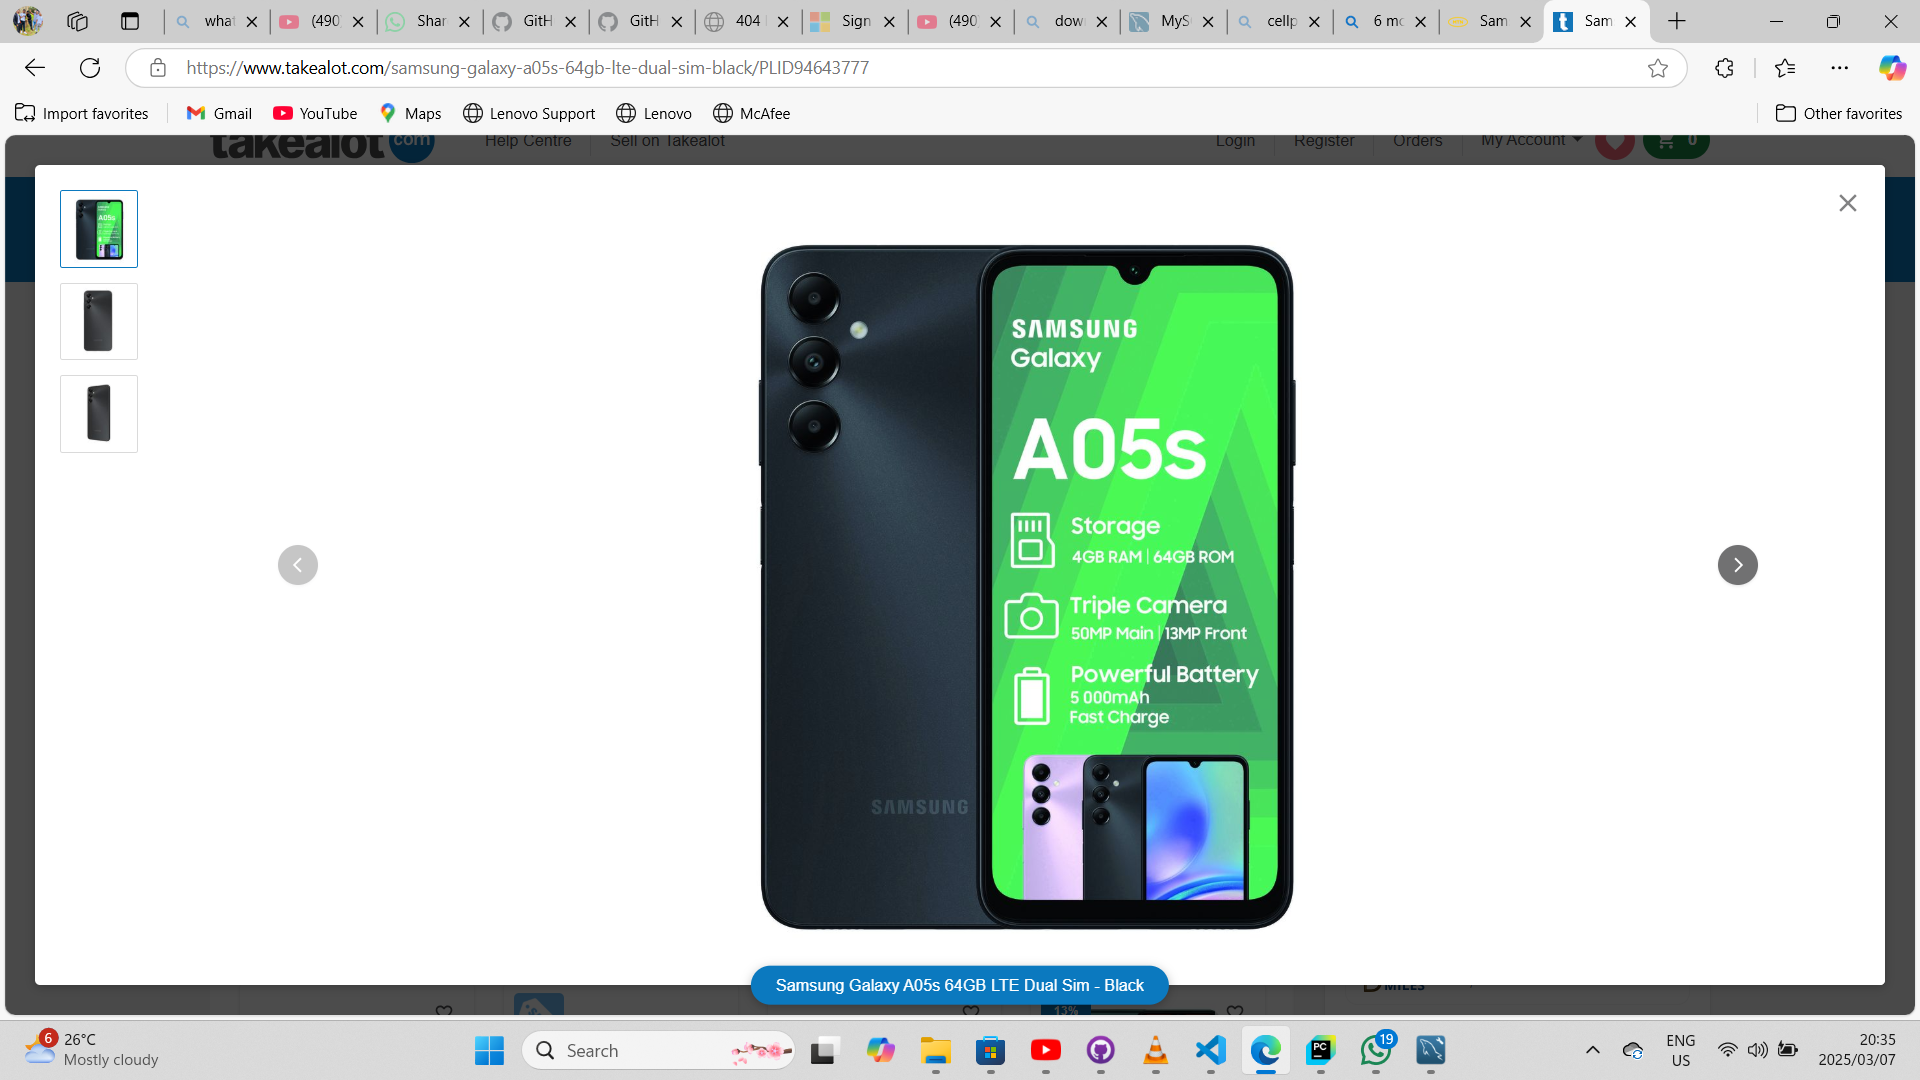 what
(490
Shar
GitH
GitH
404
Sign
(490
dow
MyS
cellp
6 mo
Sam
Sam
https://www.takealot.com/samsung-galaxy-a05s-64gb-lte-dual-sim-black/PLID94643777
Import favorites
Gmail
YouTube
Maps
Lenovo Support
Lenovo
McAfee
Other favorites
takealot com
Help Centre
Sell on Takealot
Login
Register
Orders
My Account
0
SAMSUNG
Galaxy
A05s
Storage
4GB RAM | 64GB ROM
Triple Camera
50MP Main | 13MP Front
Powerful Battery
5 000mAh
Fast Charge
SAMSUNG
Samsung Galaxy A05s 64GB LTE Dual Sim - Black
MILES
13%
6
26°C
Mostly cloudy
Search
PC
19
ENG
US
20:35
2025/03/07